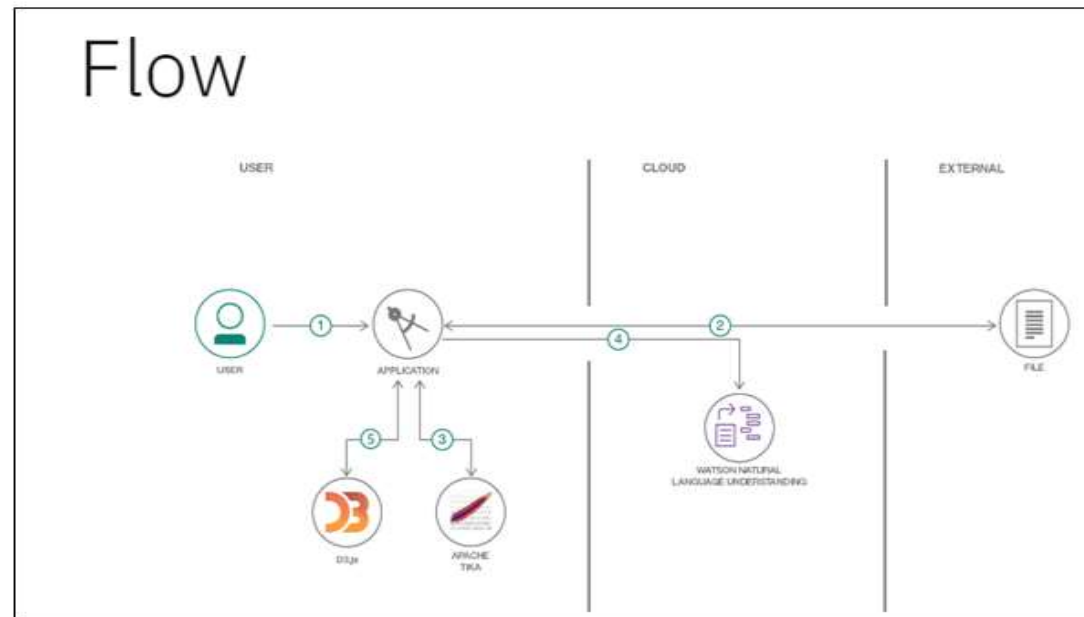 Flow
USER
CLOUD
EXTERNAL
1
2
4
USER
APPLICATION
FILE
5
3
WATSON NATURAL
LANGUAGE UNDERSTANDING
D3
D3.js
APACHE
TIKA